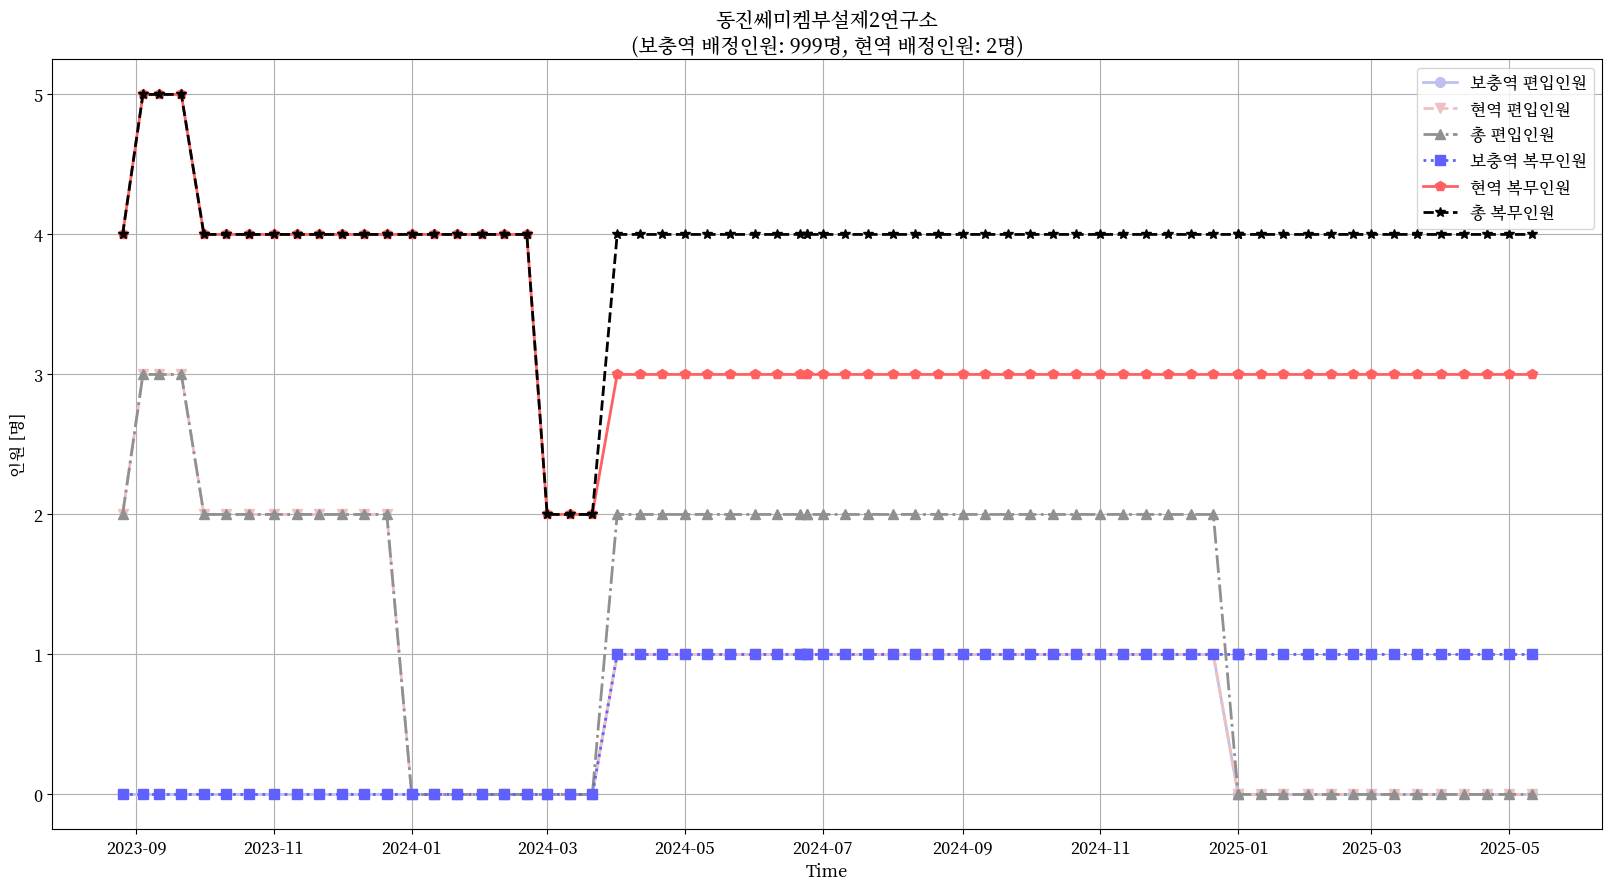 동진쎄미켐부설제2연구소
(보충역 배정인원: 999명, 현역 배정인원: 2명)
보충역 편입인원
현역 편입인원
총 편입인원
보충역 복무인원
현역 복무인원
총 복무인원
인원 [명]
5
4
3
2
1
0
2023-09
2023-11
2024-01
2024-03
2024-05
2024-07
2024-09
2024-11
2025-01
2025-03
2025-05
Time